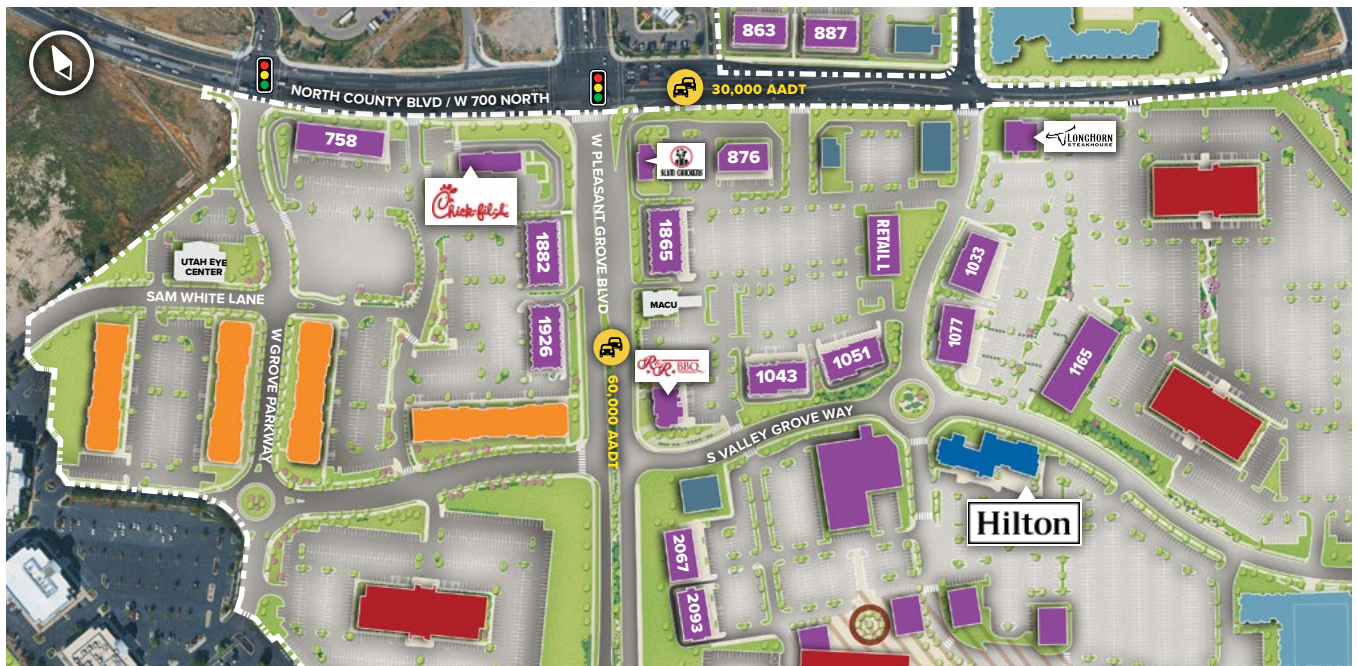 863
887
NORTH COUNTY BLVD / W 700 NORTH
30,000 AADT
758
Chick-fil-A
W PLEASANT GROVE BLVD
SLIM CHICKENS
876
LONGHORN
STEAKHOUSE
1882
1865
RETAIL L
1033
UTAH EYE
CENTER
SAM WHITE LANE
MACU
1926
W GROVE PARKWAY
R&R BBQ
1077
1165
1043
1051
60,000 AADT
S VALLEY GROVE WAY
Hilton
2067
2093